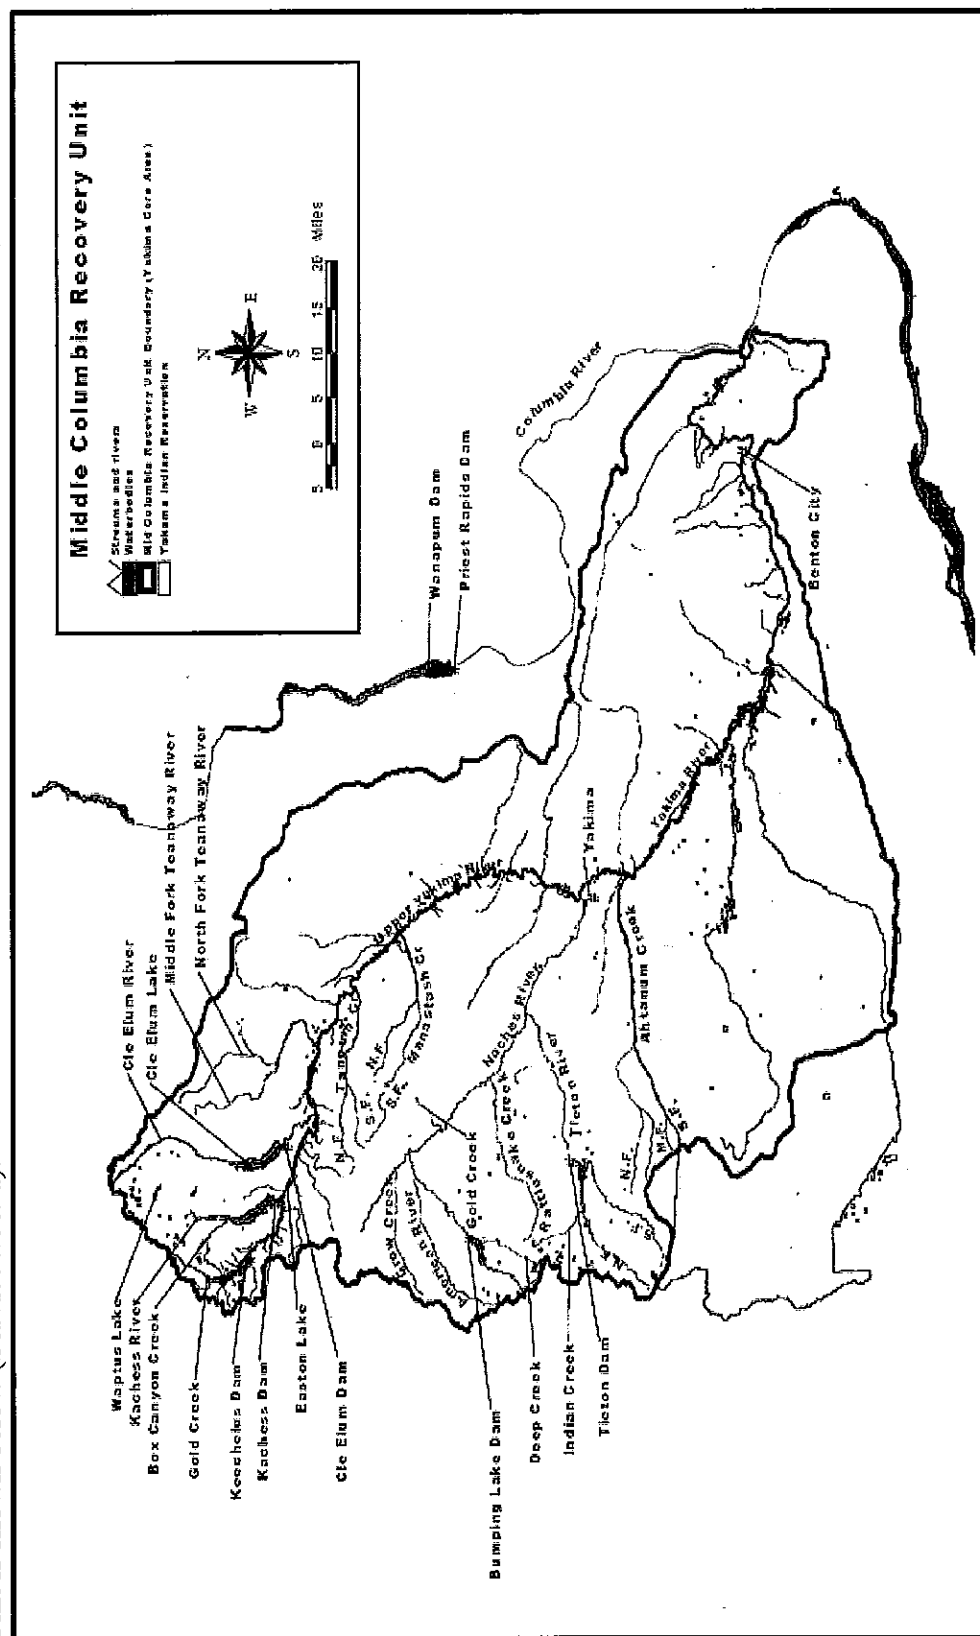 Middle Columbia Recovery Unit
Streams and rivers
Waterbodies
Mid Columbia Recovery Unit Boundary (Yakima Core Area)
Yakama Indian Reservation
N
W
E
S
5 0 5 10 15 20 Miles
Cle Elum River
Cle Elum Lake
Middle Fork Teanaway River
North Fork Teanaway River
Wanapum Dam
Priest Rapids Dam
Columbia River
Waptus Lake
Kachess River
Box Canyon Creek
Gold Creek
Keechelus Dam
Kachess Dam
Easton Lake
Cle Elum Dam
Upper Yakima River
Taneum Cr
N.F.
S.F.
Manastash Cr.
N.F.
S.F.
Crow Creek
American River
Gold Creek
Rattlesnake Creek
Naches River
Tieton River
Bumping Lake Dam
Deep Creek
Indian Creek
Tieton Dam
N.F.
S.F.
Yakima
Ahtanum Creek
N.F.
M.F.
S.F.
Yakima River
Benton City